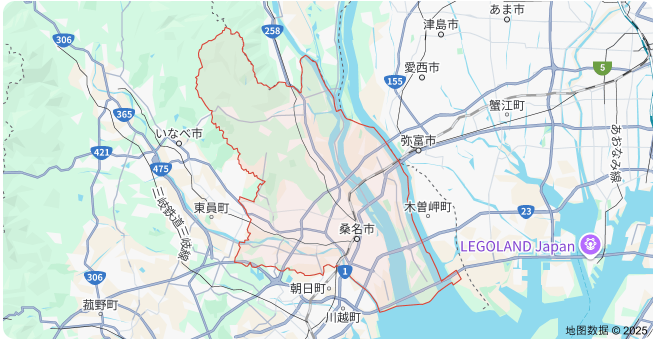 あま市
津島市
258
306
愛西市
5
155
蟹江町
365
弥富市
いなべ市
あおなみ線
421
475
三岐鉄道三岐線
東員町
木曽岬町
23
桑名市
LEGOLAND Japan
306
1
朝日町
菰野町
川越町
地图数据 © 2025